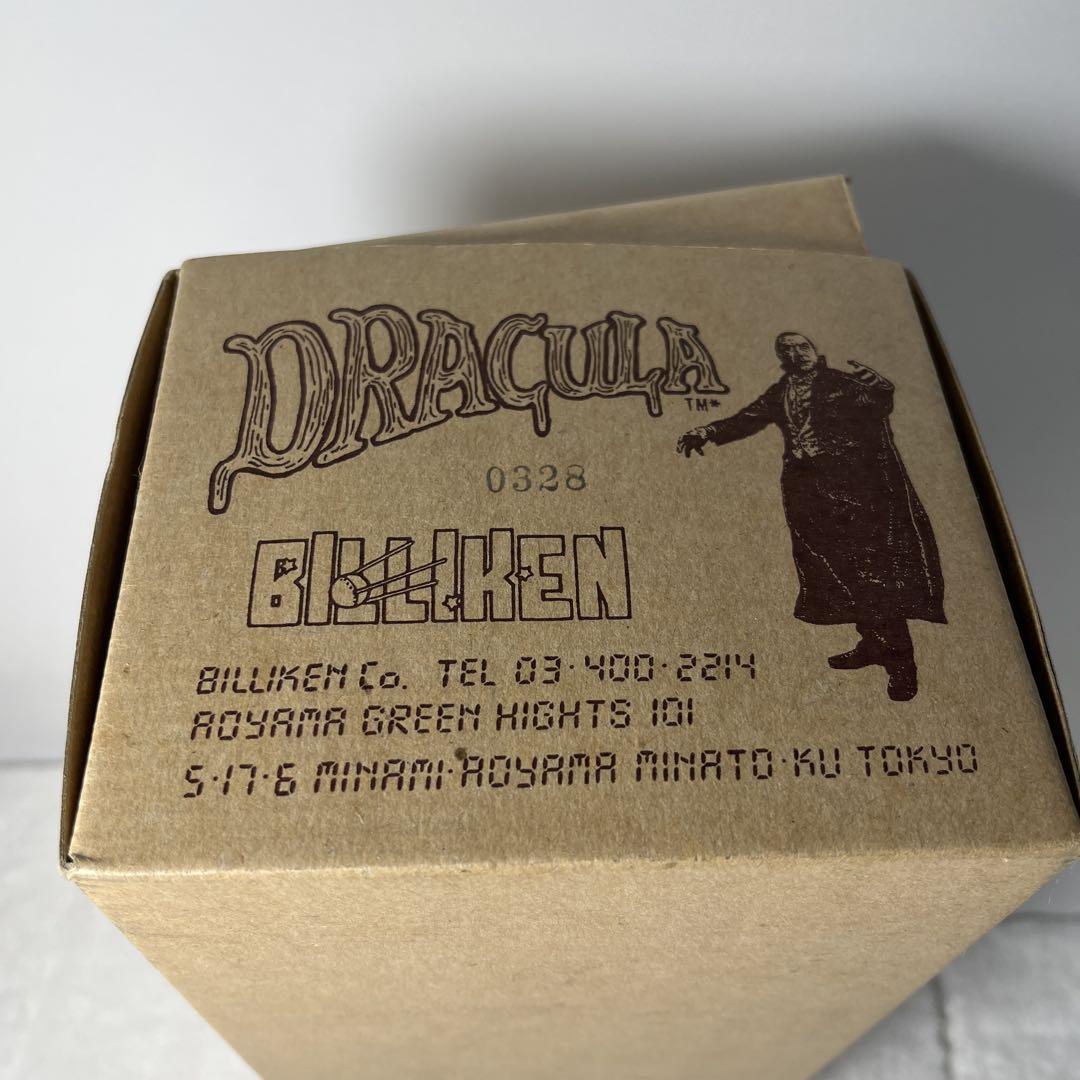 DRACULA
TM*
0328
BILLIKEN
BILLIKEN Co. TEL 03·400·2214
AOYAMA GREEN HIGHTS 101
5·17·6 MINAMI·AOYAMA MINATO·KU TOKYO